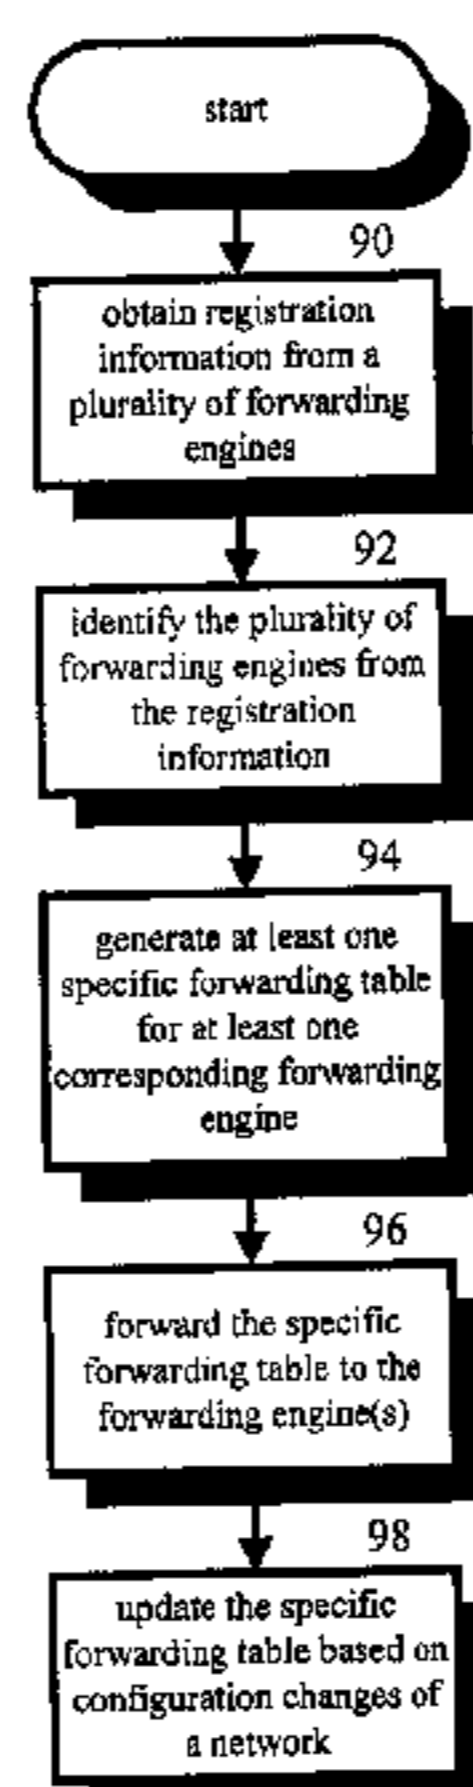 start
90
obtain registration
information from a
plurality of forwarding
engines
92
identify the plurality of
forwarding engines from
the registration
information
94
generate at least one
specific forwarding table
for at least one
corresponding forwarding
engine
96
forward the specific
forwarding table to the
forwarding engine(s)
98
update the specific
forwarding table based on
configuration changes of
a network